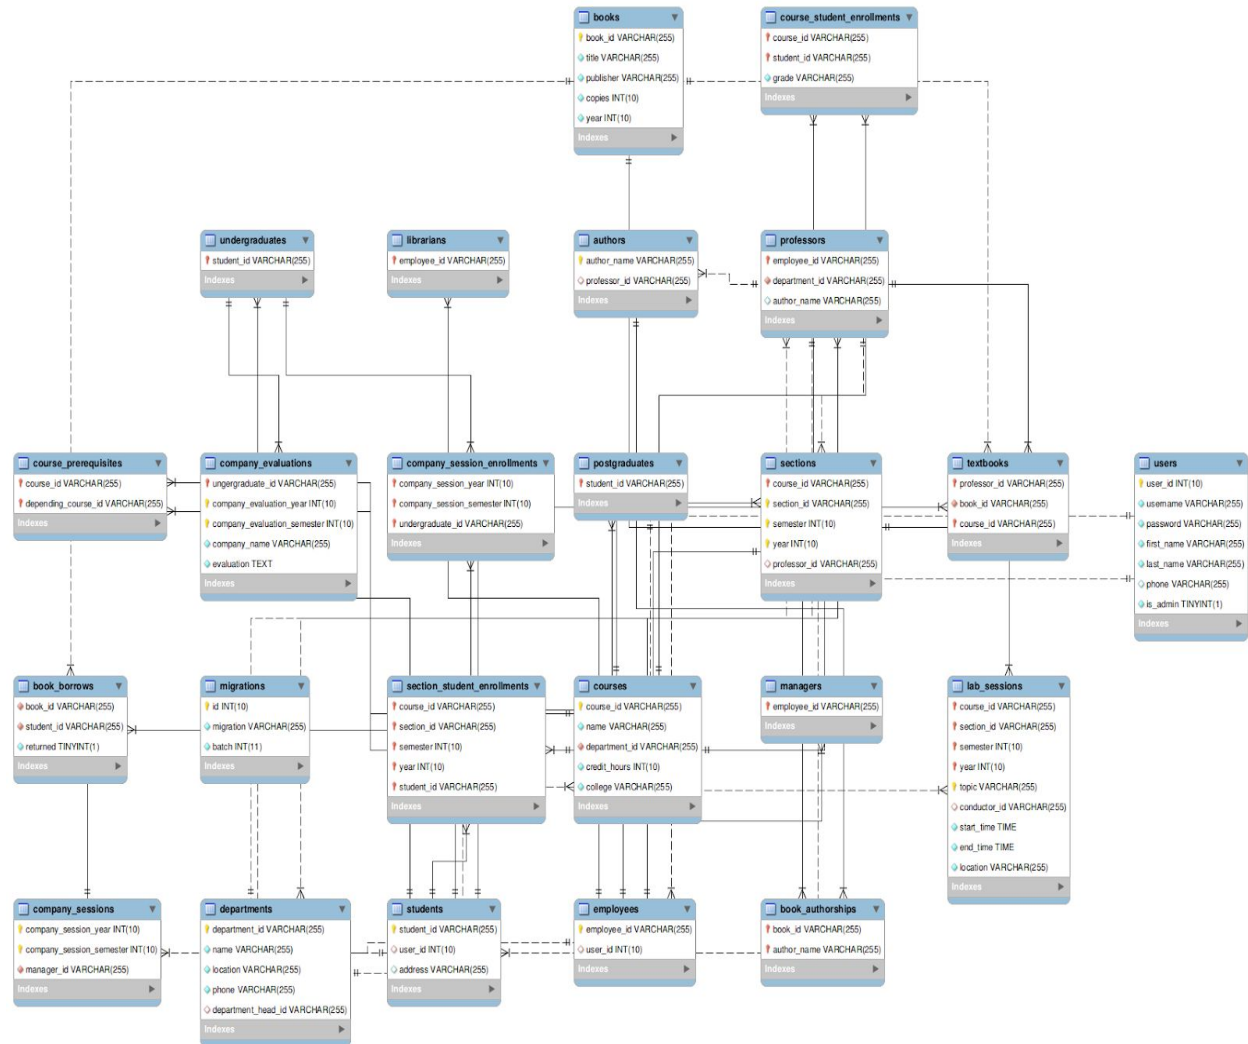 books
book_id VARCHAR(255)
title VARCHAR(255)
publisher VARCHAR(255)
copies INT(10)
year INT(10)
Indexes
course_student_enrollments
course_id VARCHAR(255)
student_id VARCHAR(255)
grade VARCHAR(255)
Indexes
undergraduates
student_id VARCHAR(255)
Indexes
librarians
employee_id VARCHAR(255)
Indexes
authors
author_name VARCHAR(255)
professor_id VARCHAR(255)
Indexes
professors
employee_id VARCHAR(255)
department_id VARCHAR(255)
author_name VARCHAR(255)
Indexes
course_prerequisites
course_id VARCHAR(255)
depending_course_id VARCHAR(255)
Indexes
company_evaluations
ungergraduate_id VARCHAR(255)
company_evaluation_year INT(10)
company_evaluation_semester INT(10)
company_name VARCHAR(255)
evaluation TEXT
Indexes
company_session_enrollments
company_session_year INT(10)
company_session_semester INT(10)
undergraduate_id VARCHAR(255)
Indexes
postgraduates
student_id VARCHAR(255)
Indexes
sections
course_id VARCHAR(255)
section_id VARCHAR(255)
semester INT(10)
year INT(10)
professor_id VARCHAR(255)
Indexes
textbooks
professor_id VARCHAR(255)
book_id VARCHAR(255)
course_id VARCHAR(255)
Indexes
users
user_id INT(10)
username VARCHAR(255)
password VARCHAR(255)
first_name VARCHAR(255)
last_name VARCHAR(255)
phone VARCHAR(255)
is_admin TINYINT(1)
Indexes
book_borrows
book_id VARCHAR(255)
student_id VARCHAR(255)
returned TINYINT(1)
Indexes
migrations
id INT(10)
migration VARCHAR(255)
batch INT(11)
Indexes
section_student_enrollments
course_id VARCHAR(255)
section_id VARCHAR(255)
semester INT(10)
year INT(10)
student_id VARCHAR(255)
Indexes
courses
course_id VARCHAR(255)
name VARCHAR(255)
department_id VARCHAR(255)
credit_hours INT(10)
college VARCHAR(255)
Indexes
managers
employee_id VARCHAR(255)
Indexes
lab_sessions
course_id VARCHAR(255)
section_id VARCHAR(255)
semester INT(10)
year INT(10)
topic VARCHAR(255)
conductor_id VARCHAR(255)
start_time TIME
end_time TIME
location VARCHAR(255)
Indexes
company_sessions
company_session_year INT(10)
company_session_semester INT(10)
manager_id VARCHAR(255)
Indexes
departments
department_id VARCHAR(255)
name VARCHAR(255)
location VARCHAR(255)
phone VARCHAR(255)
department_head_id VARCHAR(255)
Indexes
students
student_id VARCHAR(255)
user_id INT(10)
address VARCHAR(255)
Indexes
employees
employee_id VARCHAR(255)
user_id INT(10)
Indexes
book_authorships
book_id VARCHAR(255)
author_name VARCHAR(255)
Indexes